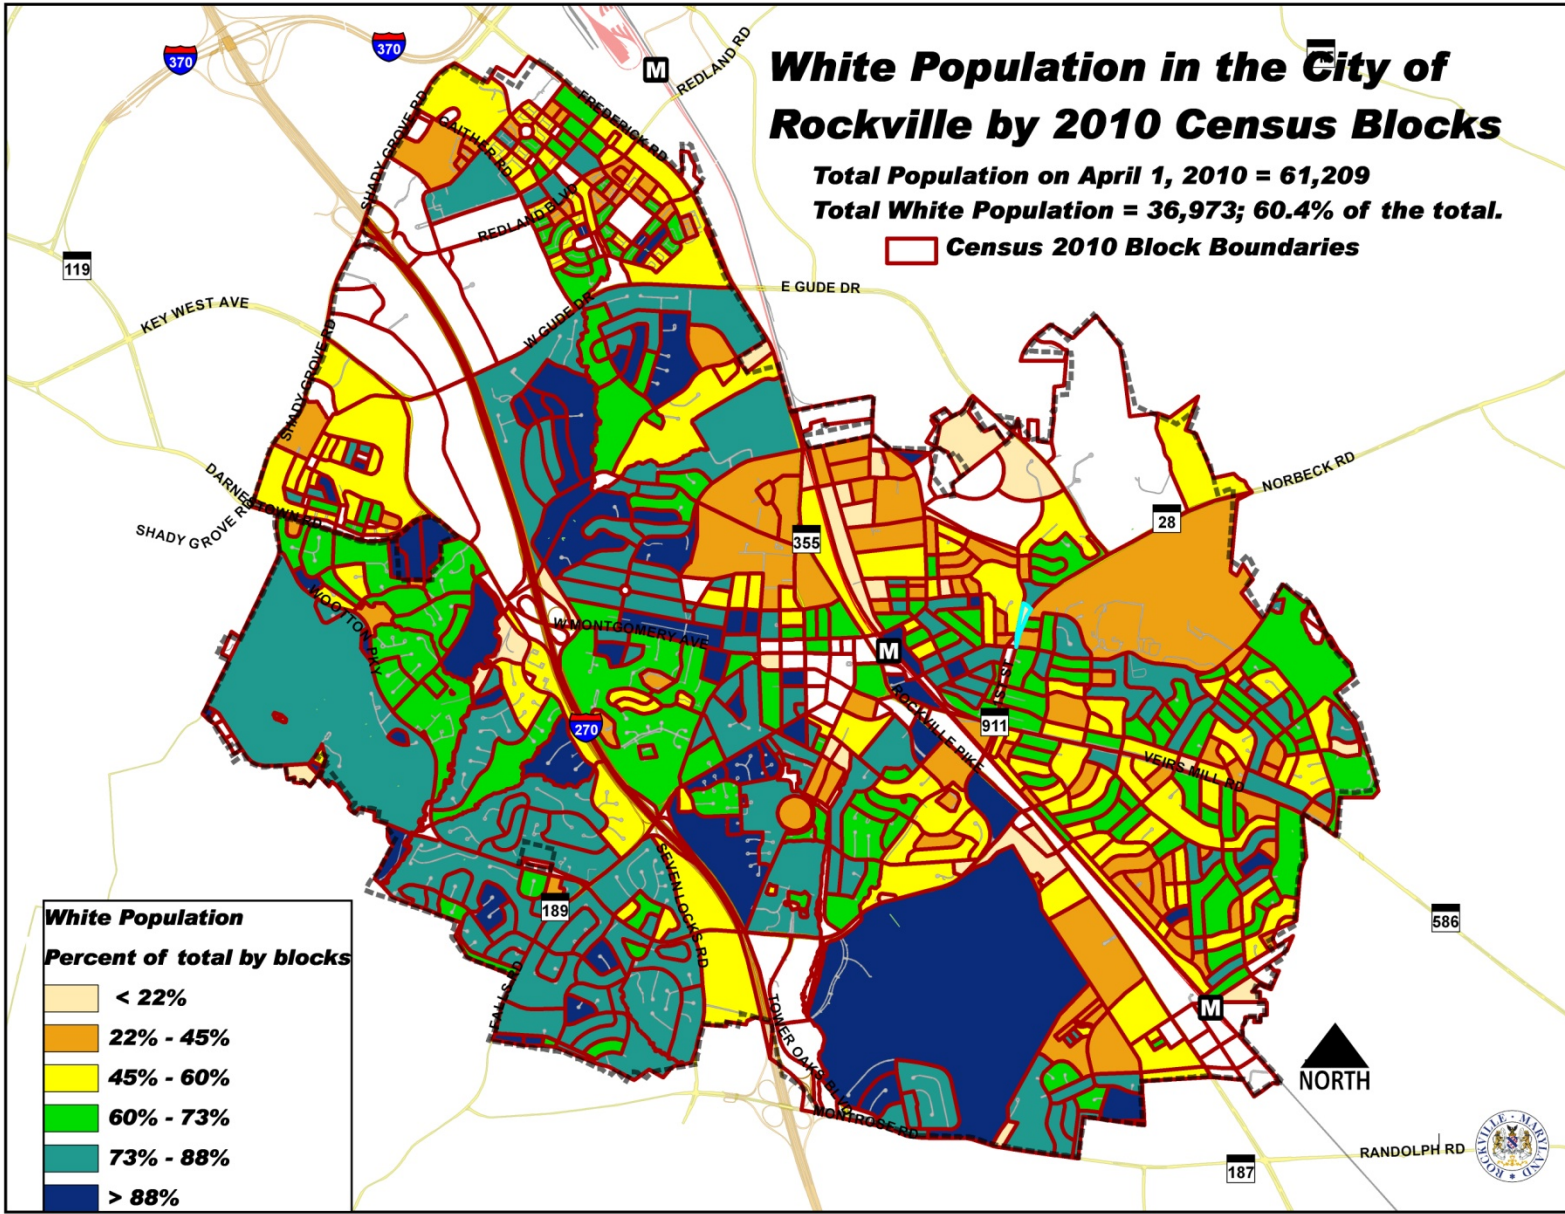 White Population in the City of
Rockville by 2010 Census Blocks
Total Population on April 1, 2010 = 61,209
Total White Population = 36,973; 60.4% of the total.
Census 2010 Block Boundaries
370
370
M
REDLAND RD
SHADY GROVE RD
GAITHER RD
FREDERICK RD
REDLAND BLVD
119
KEY WEST AVE
E GUDE DR
W GUDE DR
SHADY GROVE RD
DARNESTOWN RD
SHADY GROVE RD
NORBECK RD
28
355
WOOTTON PKY
W MONTGOMERY AVE
M
S 1ST ST
911
270
ROCKVILLE PIKE
VEIRS MILL RD
SEVEN LOCKS RD
189
586
FALLS RD
TOWER OAKS BLVD
M
NORTH
MONTROSE RD
187
RANDOLPH RD
ROCKVILLE • MARYLAND
White Population
Percent of total by blocks
< 22%
22% - 45%
45% - 60%
60% - 73%
73% - 88%
> 88%